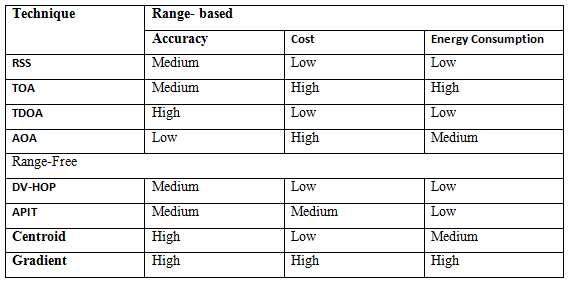 Technique Range- based
Accuracy Cost Energy Consumption
RSS Medium Low Low
TOA Medium High High
TDOA High Low Low
AOA Low High Medium
Range-Free
DV-HOP Medium Low Low
APIT Medium Medium Low
Centroid High Low Medium
Gradient High High High